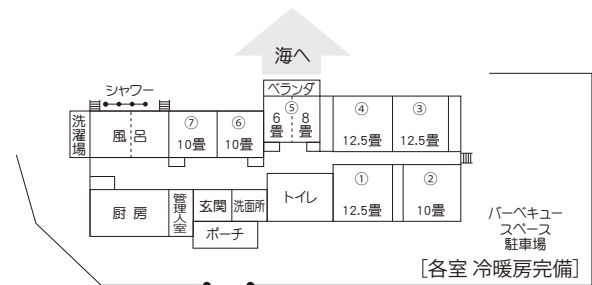 海へ
シャワー
ベランダ
洗濯場
風呂
⑦
10畳
⑥
10畳
⑤
6畳
8畳
④
12.5畳
③
12.5畳
厨房
管理人室
玄関
洗面所
ポーチ
トイレ
①
12.5畳
②
10畳
バーベキュー
スペース
駐車場
[各室 冷暖房完備]